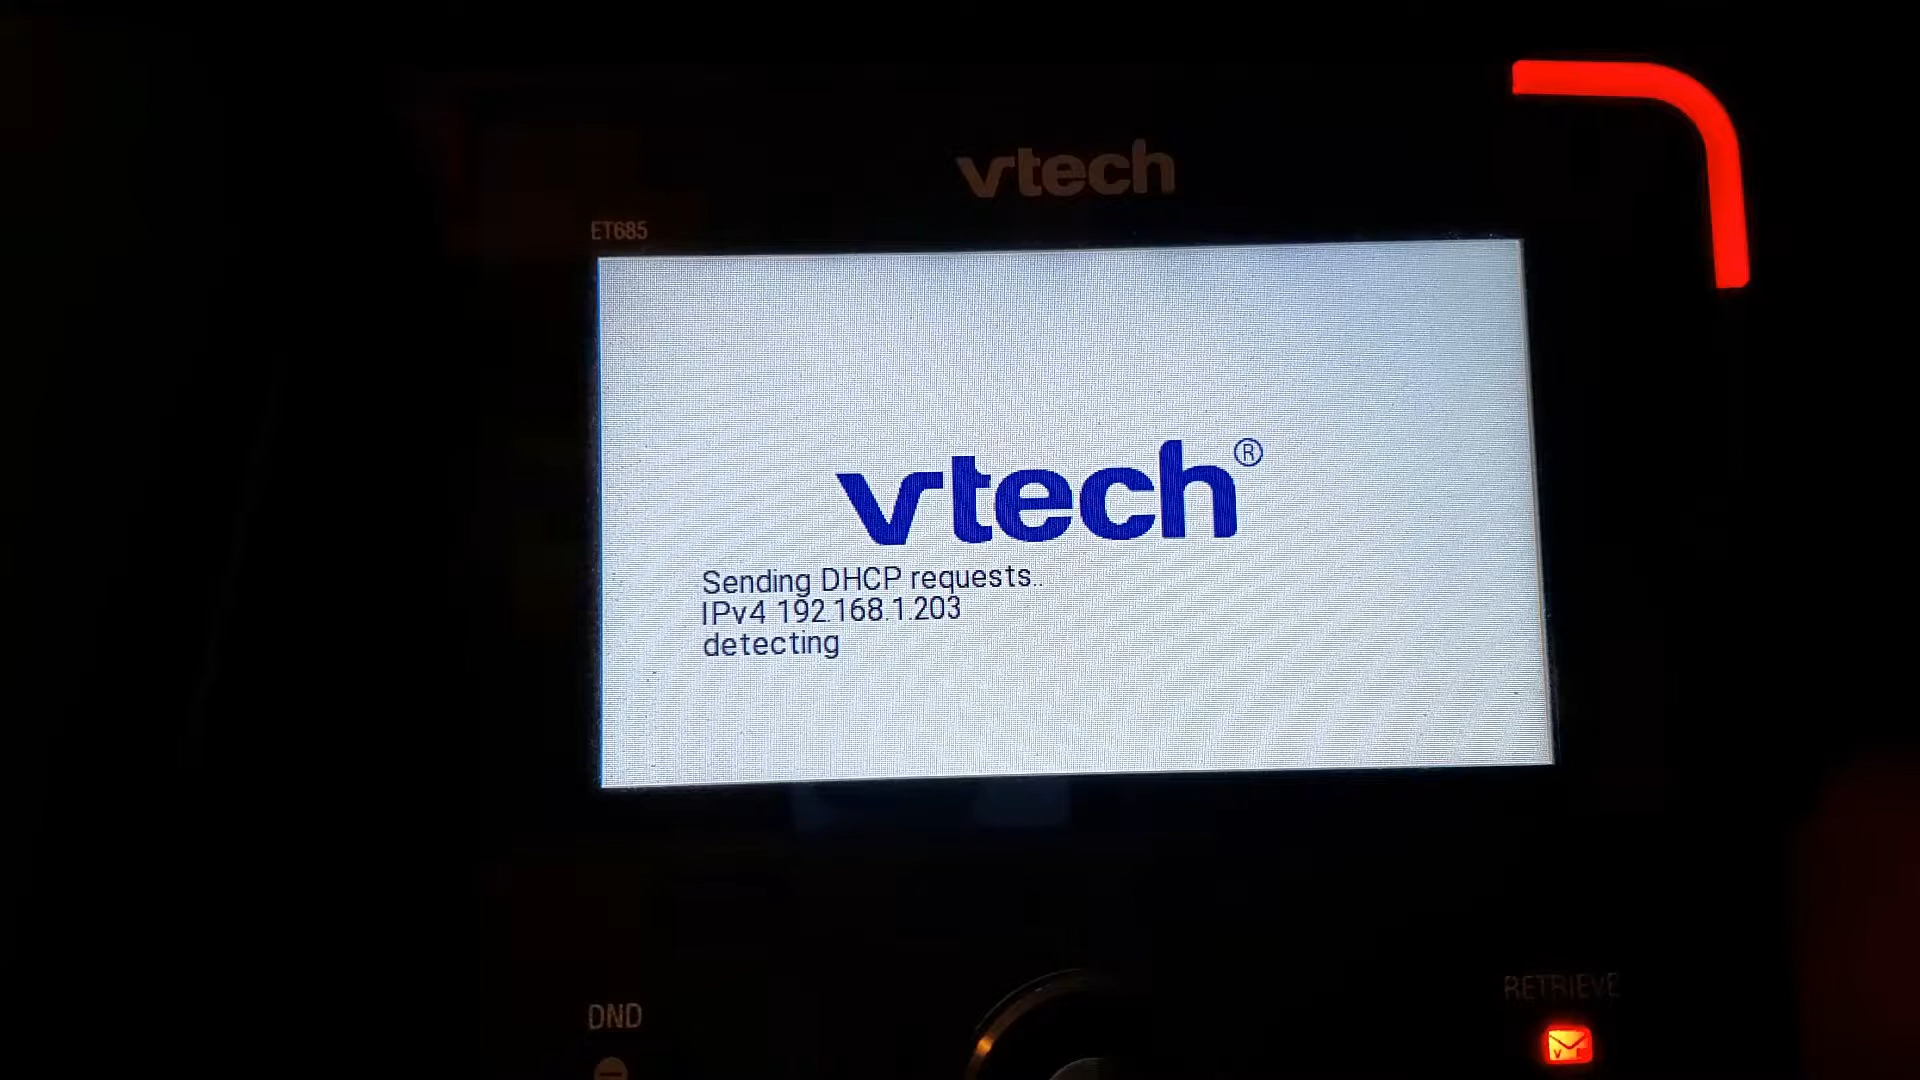 vtech
ET685
vtech®
Sending DHCP requests..
IPv4 192.168.1.203
detecting
DND
RETRIEVE